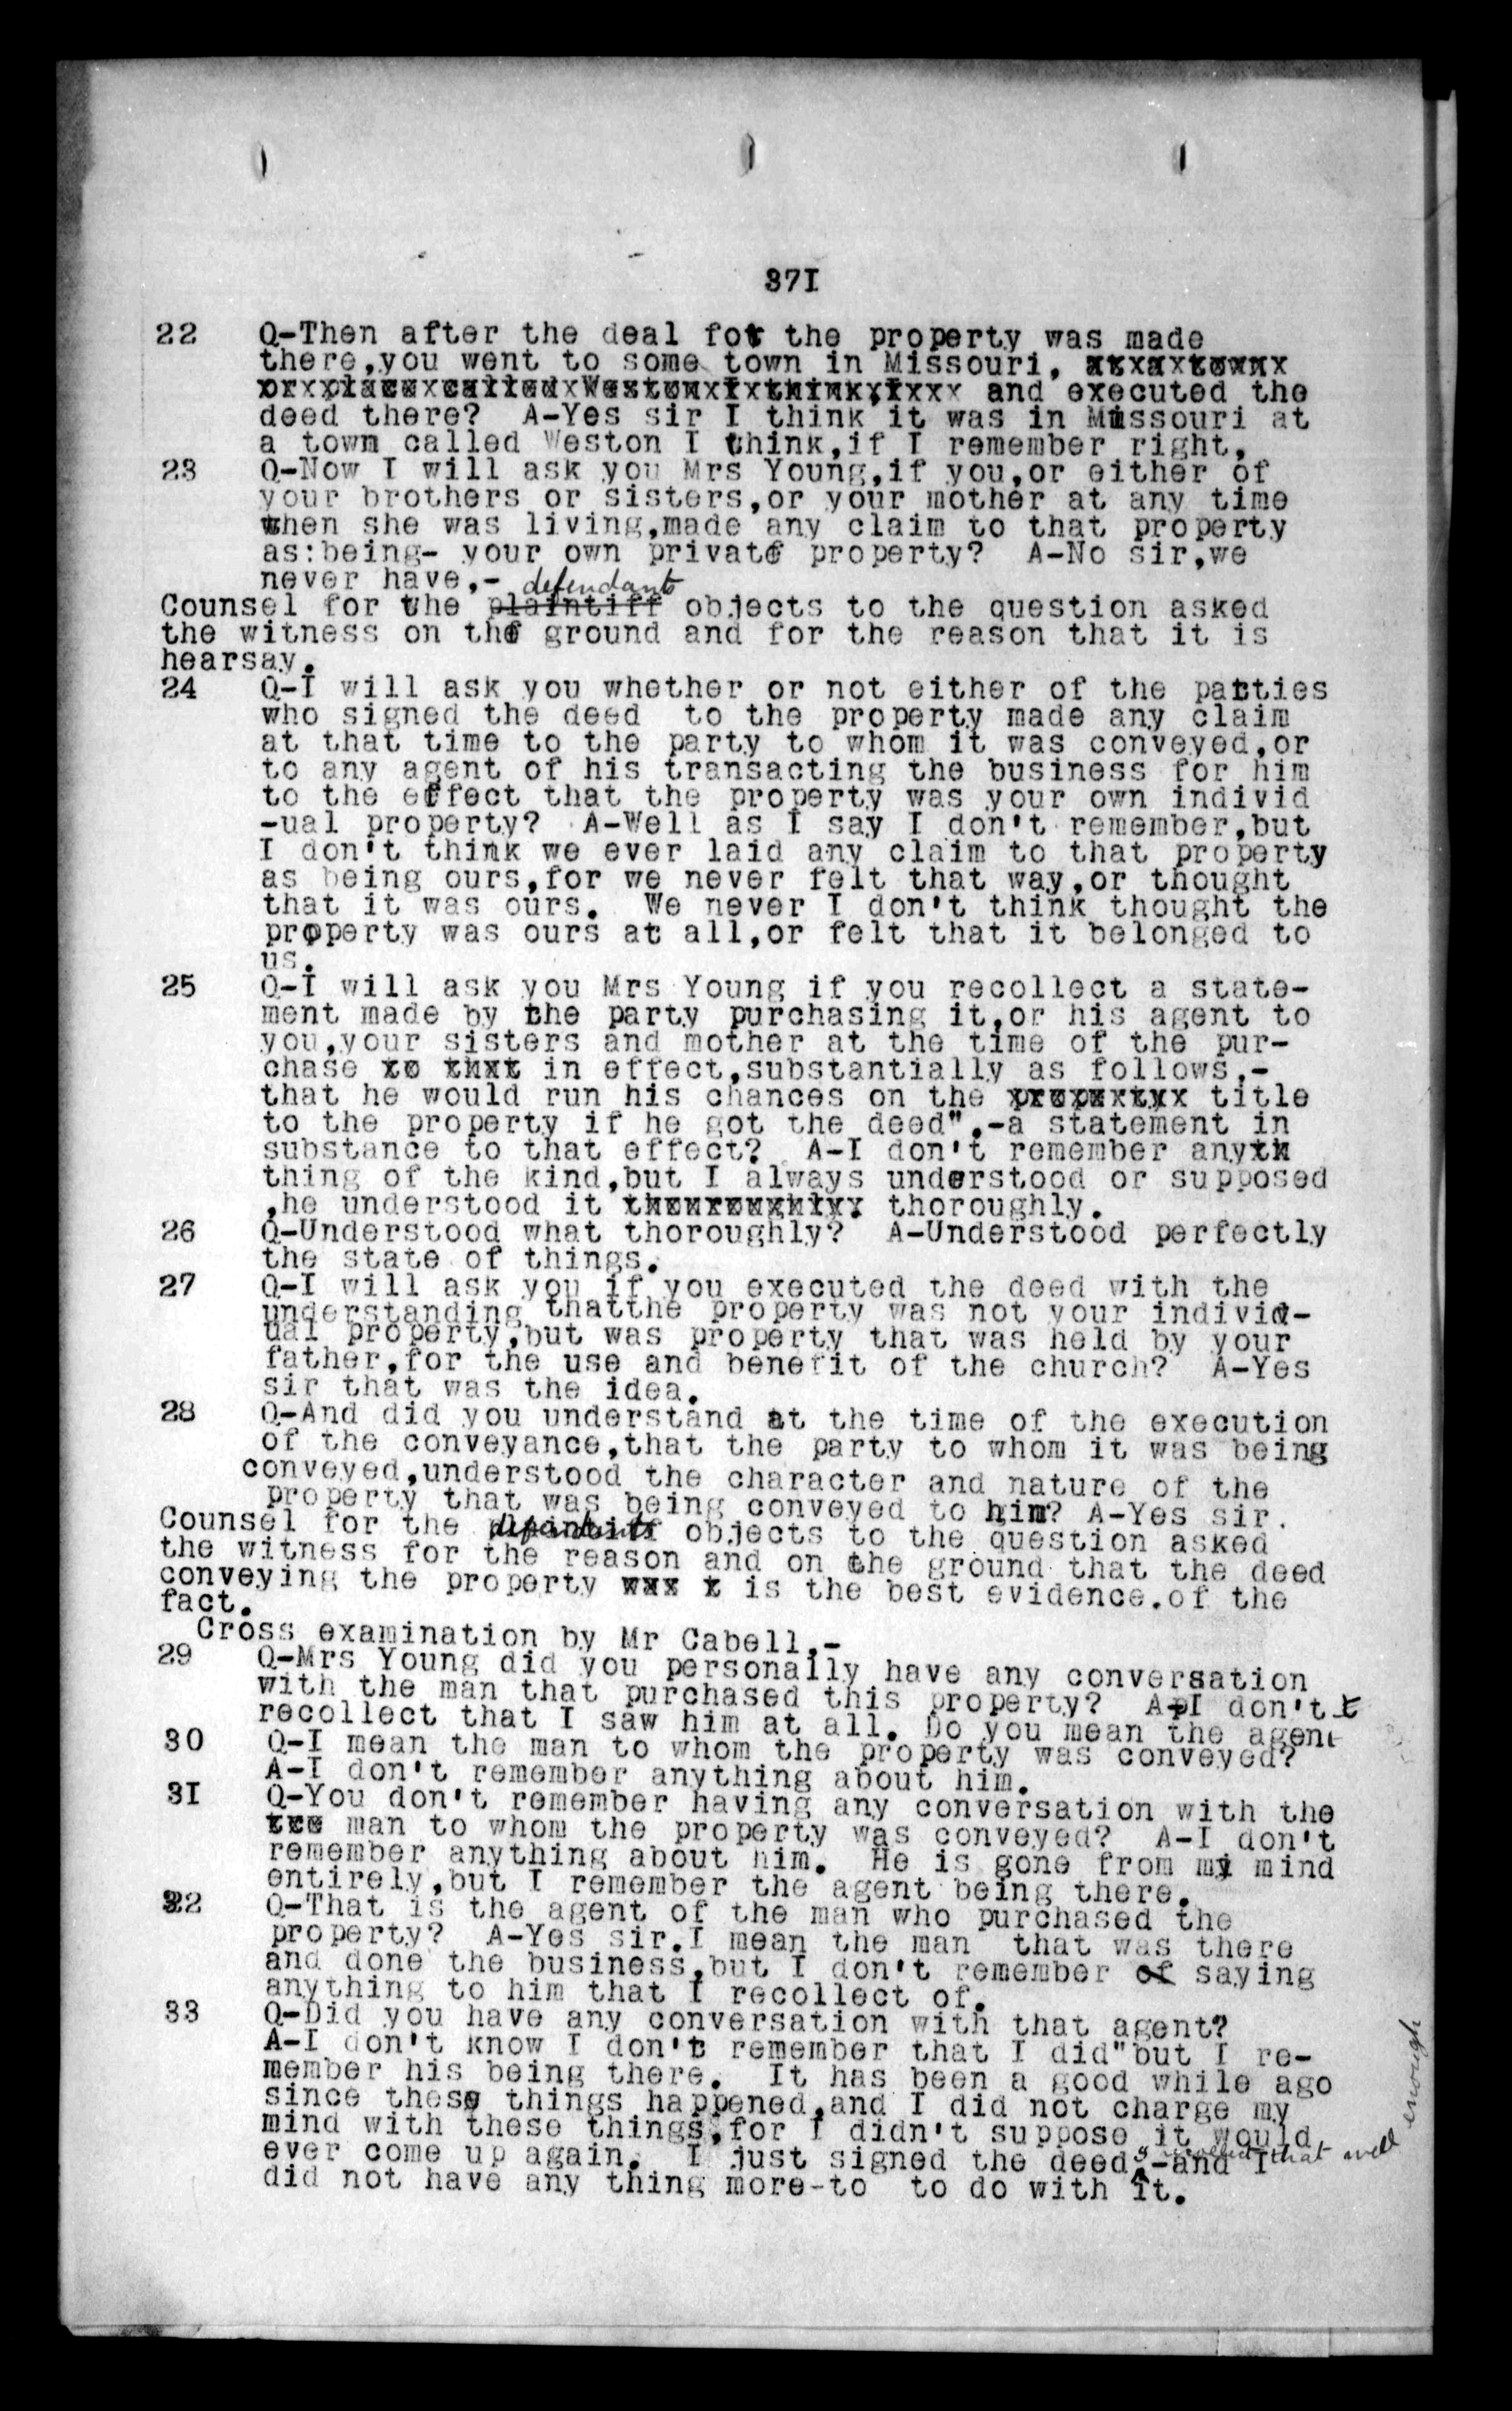 371
22 Q-Then after the deal for the property was made
there,you went to some town in Missouri, at a town
or place called Weston I think,I and executed the
deed there? A-Yes sir I think it was in Missouri at
a town called Weston I think,if I remember right,
23 Q-Now I will ask you Mrs Young,if you,or either of
your brothers or sisters,or your mother at any time
when she was living,made any claim to that property
as:being- your own private property? A-No sir,we
never have,-
defendants
Counsel for the plaintiff objects to the question asked
the witness on the ground and for the reason that it is
hearsay.
24 Q-I will ask you whether or not either of the parties
who signed the deed to the property made any claim
at that time to the party to whom it was conveyed,or
to any agent of his transacting the business for him
to the effect that the property was your own individ
-ual property? A-Well as I say I don't remember,but
I don't think we ever laid any claim to that property
as being ours,for we never felt that way,or thought
that it was ours. We never I don't think thought the
property was ours at all,or felt that it belonged to
us.
25 Q-I will ask you Mrs Young if you recollect a state-
ment made by the party purchasing it,or his agent to
you,your sisters and mother at the time of the pur-
chase to that in effect,substantially as follows,-
that he would run his chances on the property title
to the property if he got the deed".-a statement in
substance to that effect? A-I don't remember any
thing of the kind,but I always understood or supposed
,he understood it thouroughly. thoroughly.
26 Q-Understood what thoroughly? A-Understood perfectly
the state of things.
27 Q-I will ask you if you executed the deed with the
understanding thatthe property was not your individ-
ual property,but was property that was held by your
father,for the use and benefit of the church? A-Yes
sir that was the idea.
28 Q-And did you understand at the time of the execution
of the conveyance,that the party to whom it was being
conveyed,understood the character and nature of the
property that was being conveyed to him? A-Yes sir.
Counsel for the defendants objects to the question asked
the witness for the reason and on the ground that the deed
conveying the property was t is the best evidence.of the
fact.
Cross examination by Mr Cabell,-
29 Q-Mrs Young did you personally have any conversation
with the man that purchased this property? A-I don't
recollect that I saw him at all. Do you mean the agent
30 Q-I mean the man to whom the property was conveyed?
A-I don't remember anything about him.
31 Q-You don't remember having any conversation with the
the man to whom the property was conveyed? A-I don't
remember anything about him. He is gone from my mind
entirely,but I remember the agent being there.
32 Q-That is the agent of the man who purchased the
property? A-Yes sir.I mean the man that was there
and done the business,but I don't remember of saying
anything to him that I recollect of.
33 Q-Did you have any conversation with that agent?
A-I don't know I don't remember that I did"but I re-
member his being there. It has been a good while ago
since these things happened,and I did not charge my
mind with these things,for I didn't suppose it would
ever come up again. I just signed the deed,-and I
I recollect that well enough
did not have any thing more-to to do with it.